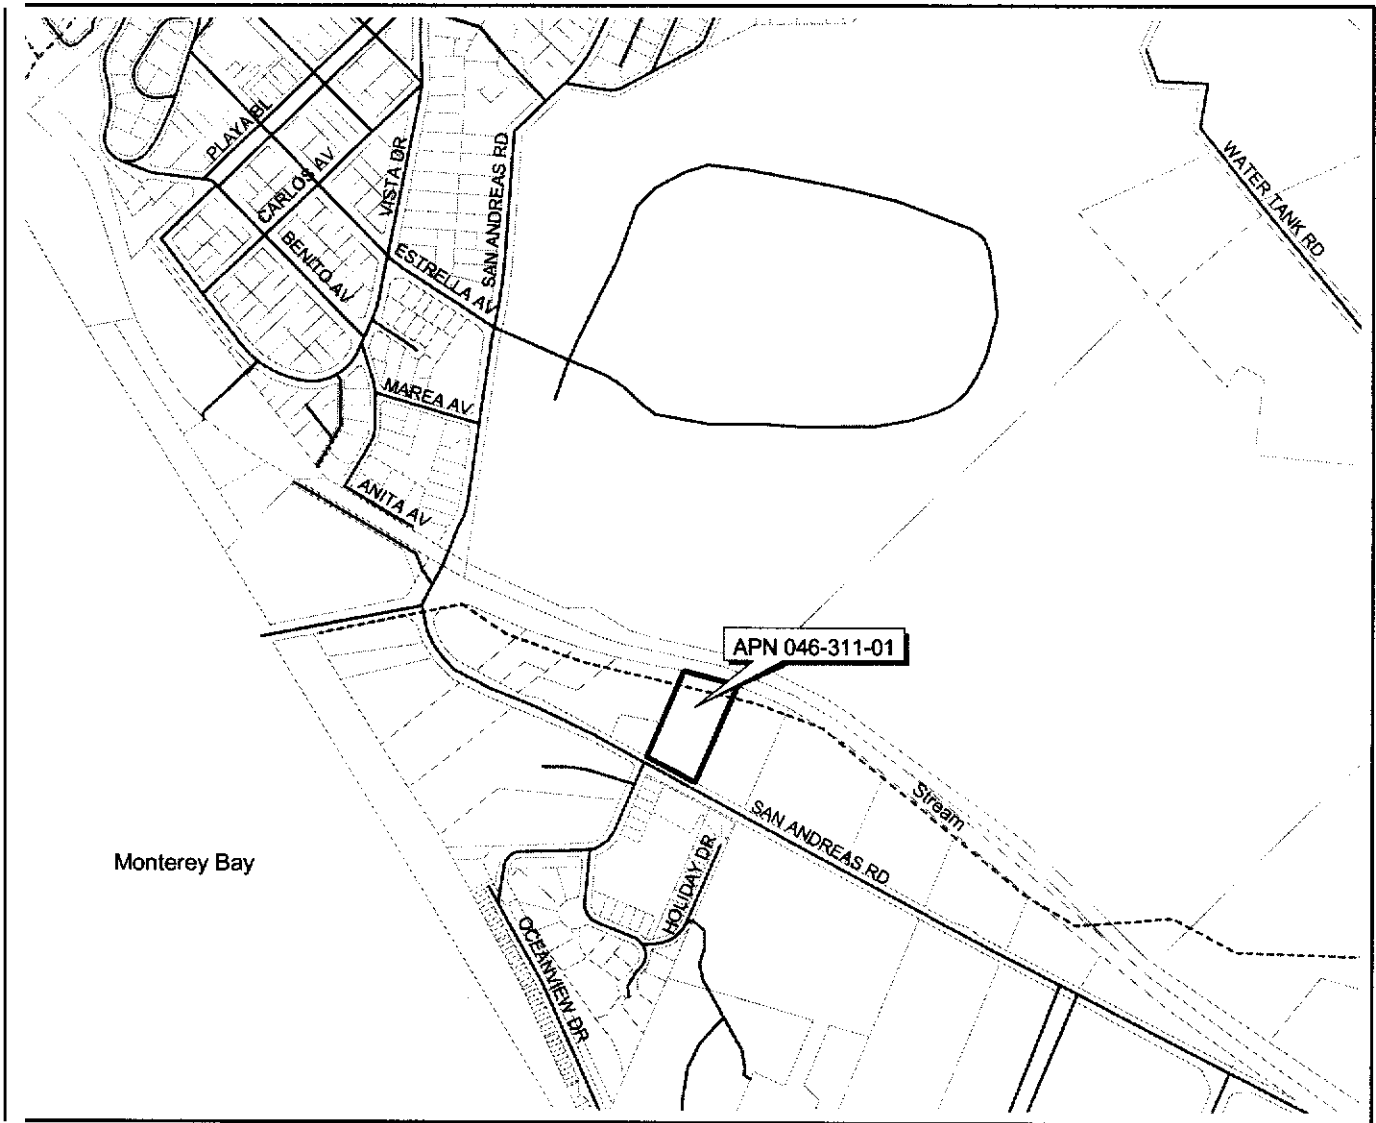 PLAYA BL
CARLOS AV
VISTA DR
SAN ANDREAS RD
WATER TANK RD
BENITO AV
ESTRELLA AV
MAREA AV
ANITA AV
APN 046-311-01
Stream
SAN ANDREAS RD
Monterey Bay
HOLIDAY DR
OCEANVIEW DR